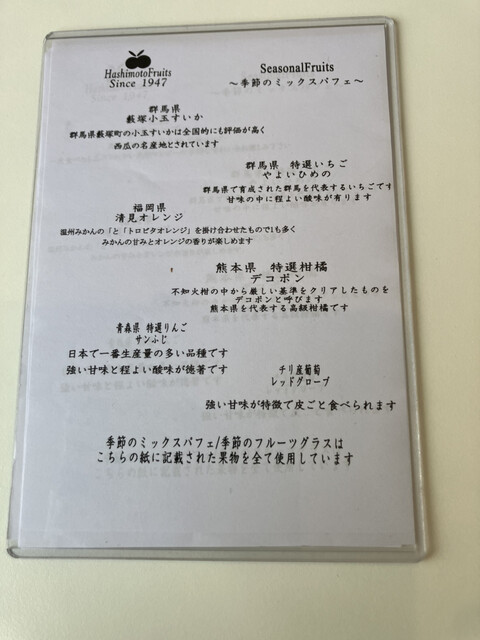 HashimotoFruits
Since 1947
SeasonalFruits
～季節のミックスパフェ～
群馬県
藪塚小玉すいか
群馬県藪塚町の小玉すいかは全国的にも評価が高く
西瓜の名産地とされています
群馬県 特選いちご
やよいひめの
群馬県で育成された群馬を代表するいちごです
甘味の中に程よい酸味が有ります
福岡県
清見オレンジ
温州みかんの「と「トロピタオレンジ」を掛け合わせたもので1も多く
みかんの甘みとオレンジの香りが楽しめます
熊本県 特選柑橘
デコポン
不知火柑の中から厳しい基準をクリアしたものを
デコポンと呼びます
熊本県を代表する高級柑橘です
青森県 特選りんご
サンふじ
日本で一番生産量の多い品種です
強い甘味と程よい酸味が徳著です
チリ産葡萄
レッドグローブ
強い甘味が特徴で皮ごと食べられます
季節のミックスパフェ/季節のフルーツグラスは
こちらの紙に記載された果物を全て使用しています